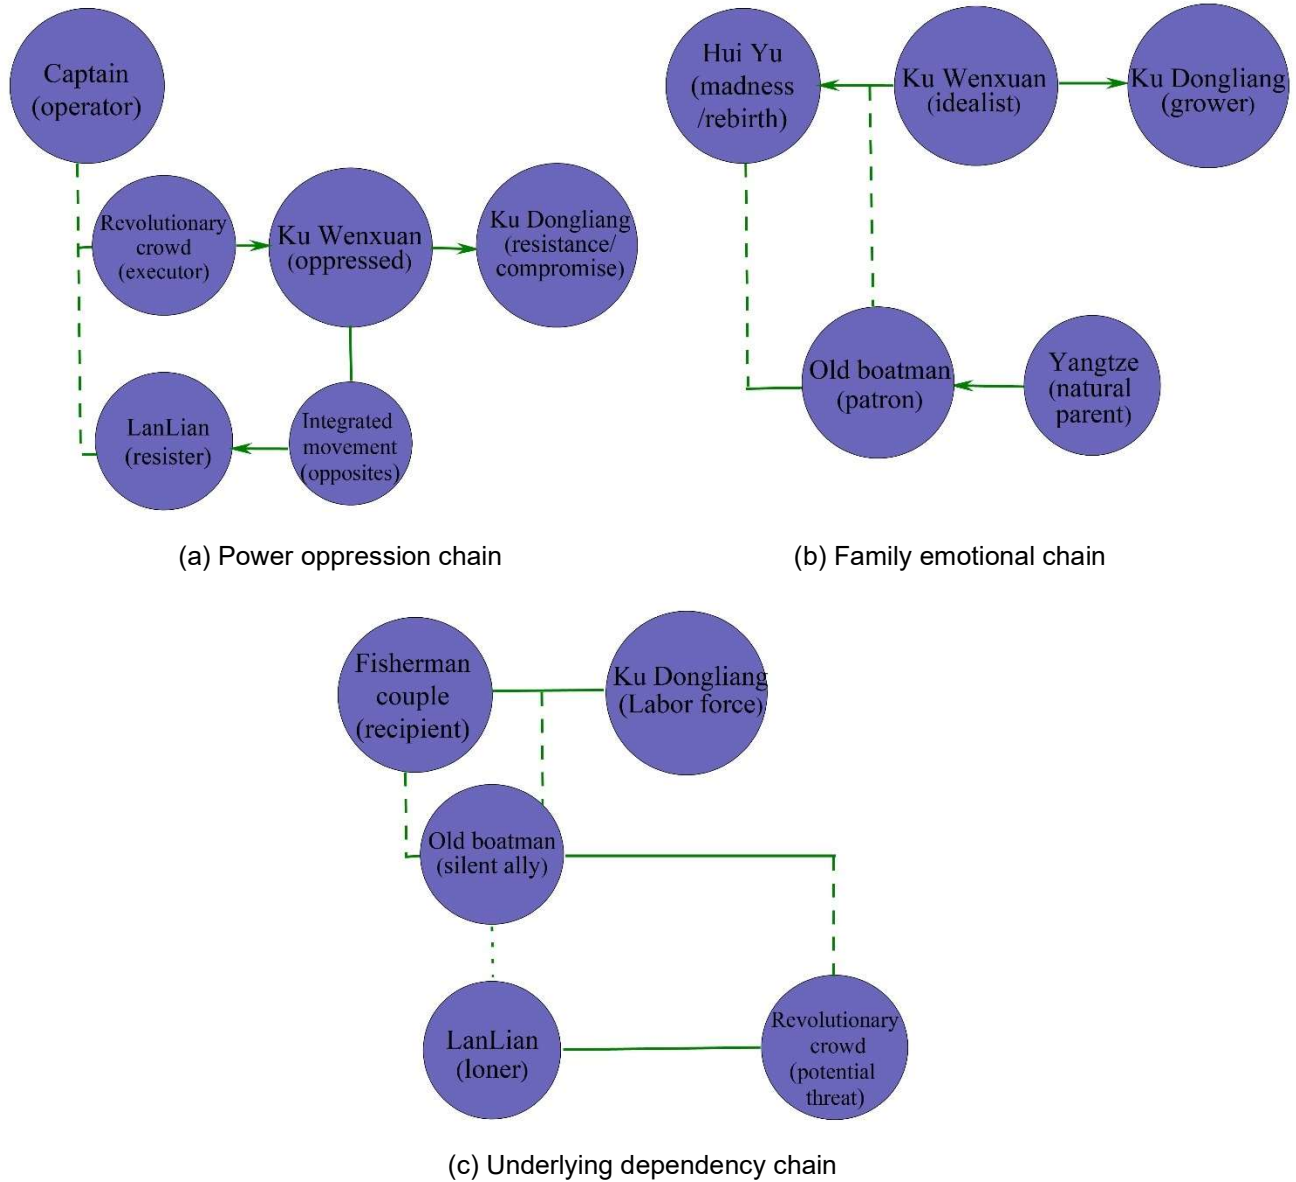 Captain
(operator)
Revolutionary
crowd
(executor)
Ku Wenxuan
(oppressed)
Ku Dongliang
(resistance/
compromise)
LanLian
(resister)
Integrated
movement
(opposites)
(a) Power oppression chain
Hui Yu
(madness
/rebirth)
Ku Wenxuan
(idealist)
Ku Dongliang
(grower)
Old boatman
(patron)
Yangtze
(natural
parent)
(b) Family emotional chain
Fisherman
couple
(recipient)
Ku Dongliang
(Labor force)
Old boatman
(silent ally)
LanLian
(loner)
Revolutionary
crowd
(potential
threat)
(c) Underlying dependency chain